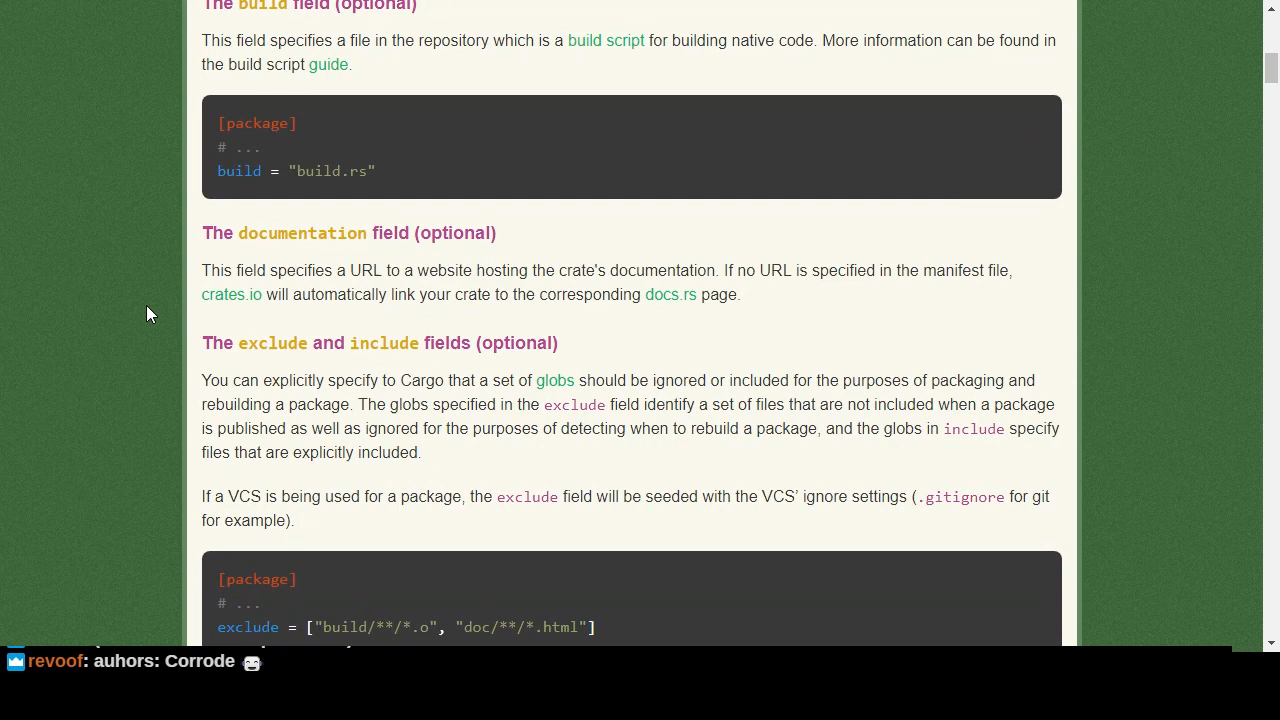 The build field (optional)
This field specifies a file in the repository which is a build script for building native code. More information can be found in
the build script guide.
[package]
# ...
build = "build.rs"
The documentation field (optional)
This field specifies a URL to a website hosting the crate's documentation. If no URL is specified in the manifest file,
crates.io will automatically link your crate to the corresponding docs.rs page.
The exclude and include fields (optional)
You can explicitly specify to Cargo that a set of globs should be ignored or included for the purposes of packaging and
rebuilding a package. The globs specified in the exclude field identify a set of files that are not included when a package
is published as well as ignored for the purposes of detecting when to rebuild a package, and the globs in include specify
files that are explicitly included.
If a VCS is being used for a package, the exclude field will be seeded with the VCS’ ignore settings (.gitignore for git
for example).
[package]
# ...
exclude = ["build/**/*.o", "doc/**/*.html"]
revoof: auhors: Corrode